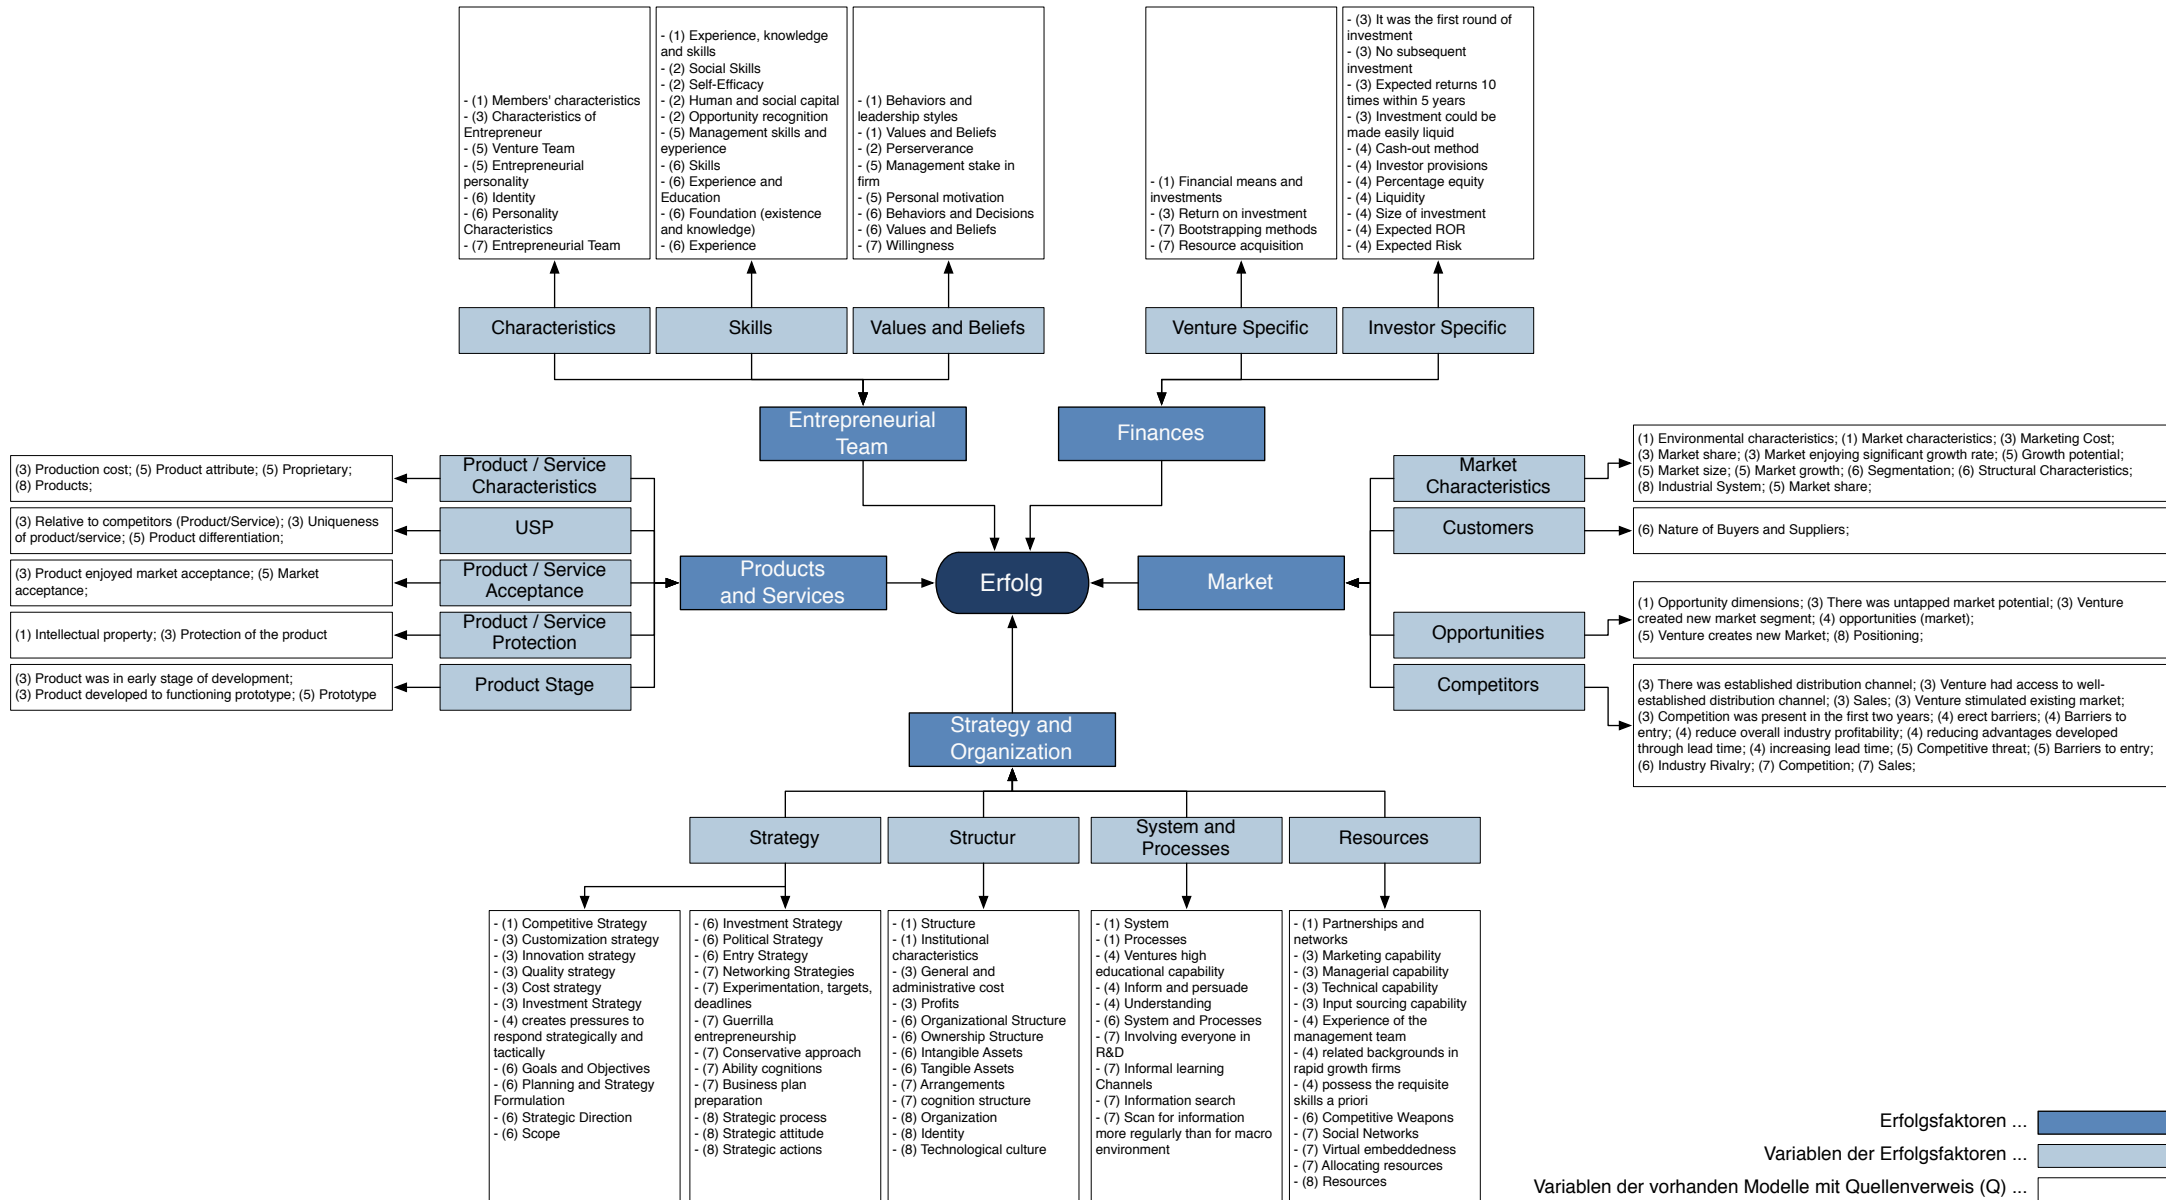 - (1) Members' characteristics
- (3) Characteristics of
Entrepreneur
- (5) Venture Team
- (5) Entrepreneurial
personality
- (6) Identity
- (6) Personality
Characteristics
- (7) Entrepreneurial Team
- (1) Experience, knowledge
and skills
- (2) Social Skills
- (2) Self-Efficacy
- (2) Human and social capital
- (2) Opportunity recognition
- (5) Management skills and
eyperience
- (6) Skills
- (6) Experience and
Education
- (6) Foundation (existence
and knowledge)
- (6) Experience
- (1) Behaviors and
leadership styles
- (1) Values and Beliefs
- (2) Perserverance
- (5) Management stake in
firm
- (5) Personal motivation
- (6) Behaviors and Decisions
- (6) Values and Beliefs
- (7) Willingness
- (1) Financial means and
investments
- (3) Return on investment
- (7) Bootstrapping methods
- (7) Resource acquisition
- (3) It was the first round of
investment
- (3) No subsequent
investment
- (3) Expected returns 10
times within 5 years
- (3) Investment could be
made easily liquid
- (4) Cash-out method
- (4) Investor provisions
- (4) Percentage equity
- (4) Liquidity
- (4) Size of investment
- (4) Expected ROR
- (4) Expected Risk
Characteristics
Skills
Values and Beliefs
Venture Specific
Investor Specific
Entrepreneurial
Team
Finances
(3) Production cost; (5) Product attribute; (5) Proprietary;
(8) Products;
Product / Service
Characteristics
(3) Relative to competitors (Product/Service); (3) Uniqueness
of product/service; (5) Product differentiation;
USP
(3) Product enjoyed market acceptance; (5) Market
acceptance;
Product / Service
Acceptance
(1) Intellectual property; (3) Protection of the product
Product / Service
Protection
(3) Product was in early stage of development;
(3) Product developed to functioning prototype; (5) Prototype
Product Stage
Products
and Services
Erfolg
Market
Market
Characteristics
(1) Environmental characteristics; (1) Market characteristics; (3) Marketing Cost;
(3) Market share; (3) Market enjoying significant growth rate; (5) Growth potential;
(5) Market size; (5) Market growth; (6) Segmentation; (6) Structural Characteristics;
(8) Industrial System; (5) Market share;
Customers
(6) Nature of Buyers and Suppliers;
Opportunities
(1) Opportunity dimensions; (3) There was untapped market potential; (3) Venture
created new market segment; (4) opportunities (market);
(5) Venture creates new Market; (8) Positioning;
Competitors
(3) There was established distribution channel; (3) Venture had access to well-
established distribution channel; (3) Sales; (3) Venture stimulated existing market;
(3) Competition was present in the first two years; (4) erect barriers; (4) Barriers to
entry; (4) reduce overall industry profitability; (4) reducing advantages developed
through lead time; (4) increasing lead time; (5) Competitive threat; (5) Barriers to entry;
(6) Industry Rivalry; (7) Competition; (7) Sales;
Strategy and
Organization
Strategy
Structur
System and
Processes
Resources
- (1) Competitive Strategy
- (3) Customization strategy
- (3) Innovation strategy
- (3) Quality strategy
- (3) Cost strategy
- (3) Investment Strategy
- (4) creates pressures to
respond strategically and
tactically
- (6) Goals and Objectives
- (6) Planning and Strategy
Formulation
- (6) Strategic Direction
- (6) Scope
- (6) Investment Strategy
- (6) Political Strategy
- (6) Entry Strategy
- (7) Networking Strategies
- (7) Experimentation, targets,
deadlines
- (7) Guerrilla
entrepreneurship
- (7) Conservative approach
- (7) Ability cognitions
- (7) Business plan
preparation
- (8) Strategic process
- (8) Strategic attitude
- (8) Strategic actions
- (1) Structure
- (1) Institutional
characteristics
- (3) General and
administrative cost
- (3) Profits
- (6) Organizational Structure
- (6) Ownership Structure
- (6) Intangible Assets
- (6) Tangible Assets
- (7) Arrangements
- (7) cognition structure
- (8) Organization
- (8) Identity
- (8) Technological culture
- (1) System
- (1) Processes
- (4) Ventures high
educational capability
- (4) Inform and persuade
- (4) Understanding
- (6) System and Processes
- (7) Involving everyone in
R&D
- (7) Informal learning
Channels
- (7) Information search
- (7) Scan for information
more regularly than for macro
environment
- (1) Partnerships and
networks
- (3) Marketing capability
- (3) Managerial capability
- (3) Technical capability
- (3) Input sourcing capability
- (4) Experience of the
management team
- (4) related backgrounds in
rapid growth firms
- (4) possess the requisite
skills a priori
- (6) Competitive Weapons
- (7) Social Networks
- (7) Virtual embeddedness
- (7) Allocating resources
- (8) Resources
Erfolgsfaktoren ...
Variablen der Erfolgsfaktoren ...
Variablen der vorhanden Modelle mit Quellenverweis (Q) ...